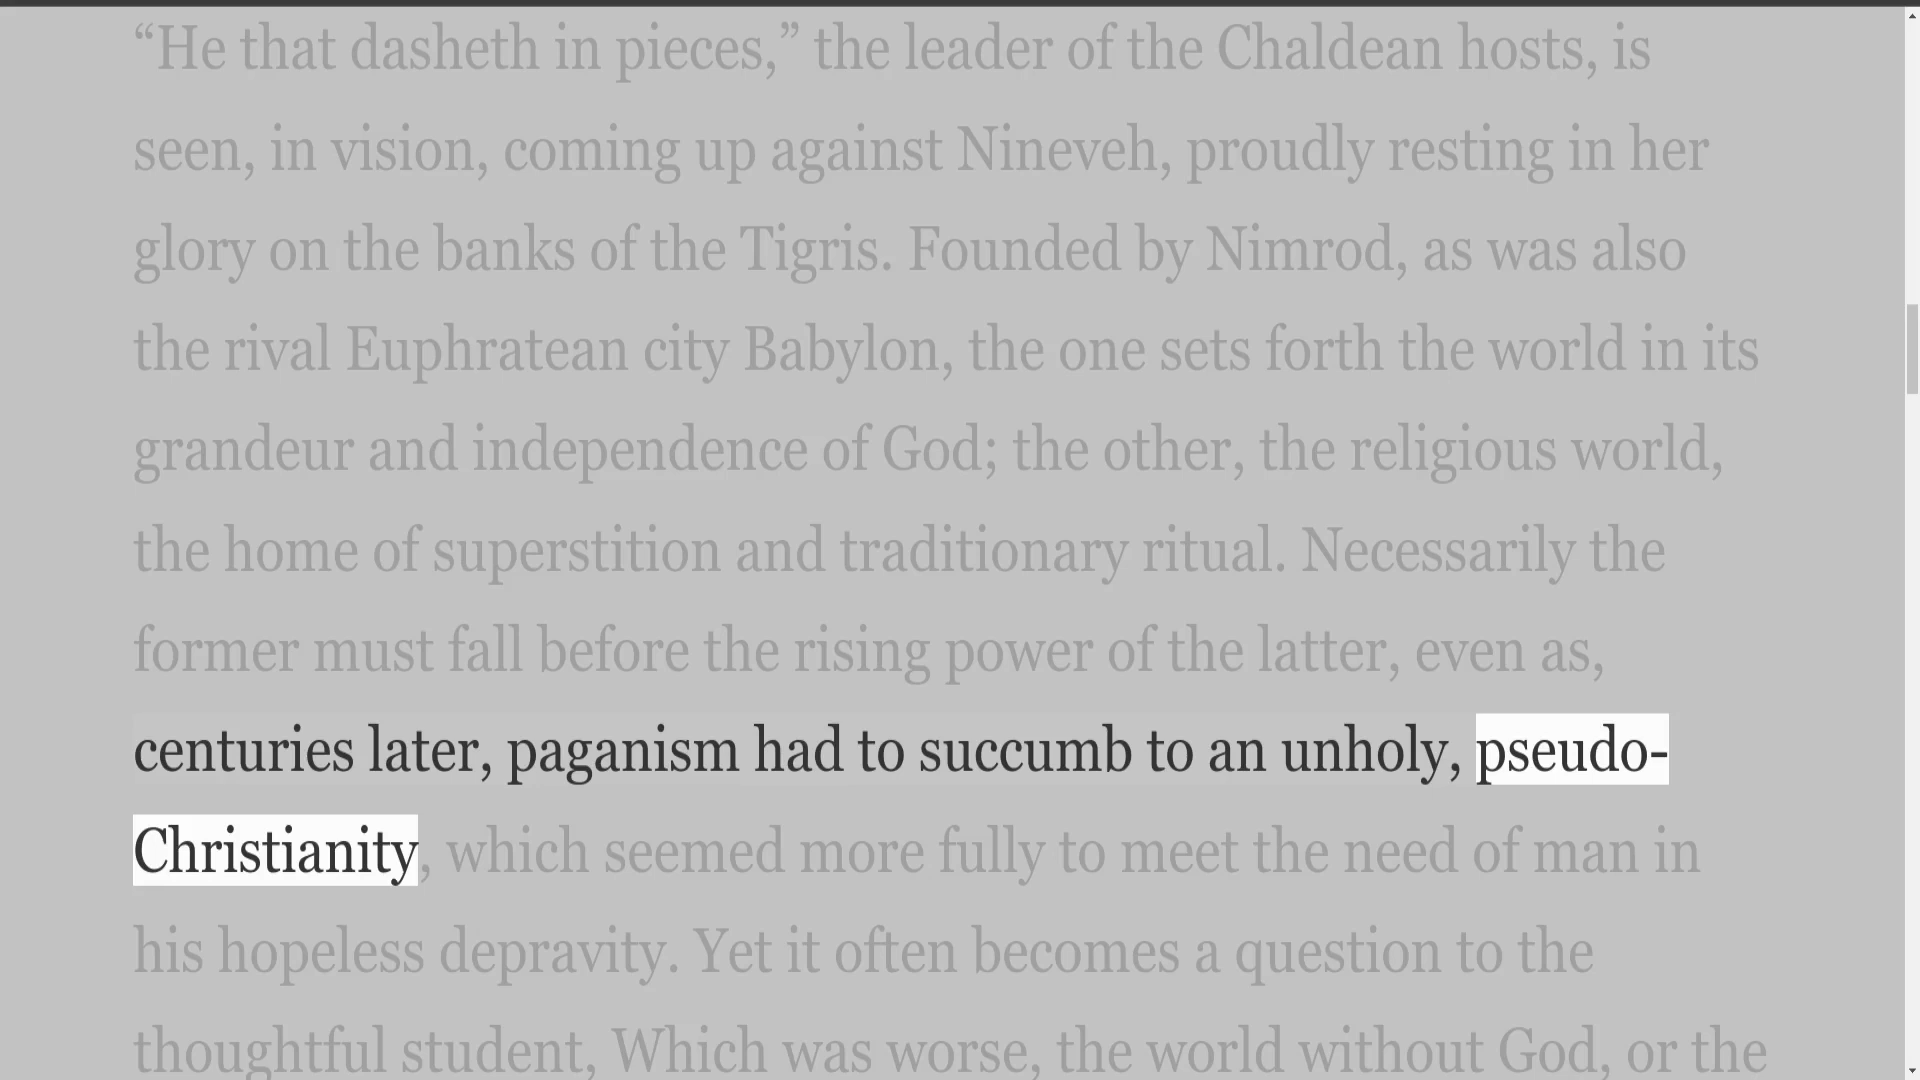 “He that dasheth in pieces,” the leader of the Chaldean hosts, is
seen, in vision, coming up against Nineveh, proudly resting in her
glory on the banks of the Tigris. Founded by Nimrod, as was also
the rival Euphratean city Babylon, the one sets forth the world in its
grandeur and independence of God; the other, the religious world,
the home of superstition and traditionary ritual. Necessarily the
former must fall before the rising power of the latter, even as,
centuries later, paganism had to succumb to an unholy, pseudo-
Christianity, which seemed more fully to meet the need of man in
his hopeless depravity. Yet it often becomes a question to the
thoughtful student, Which was worse, the world without God, or the